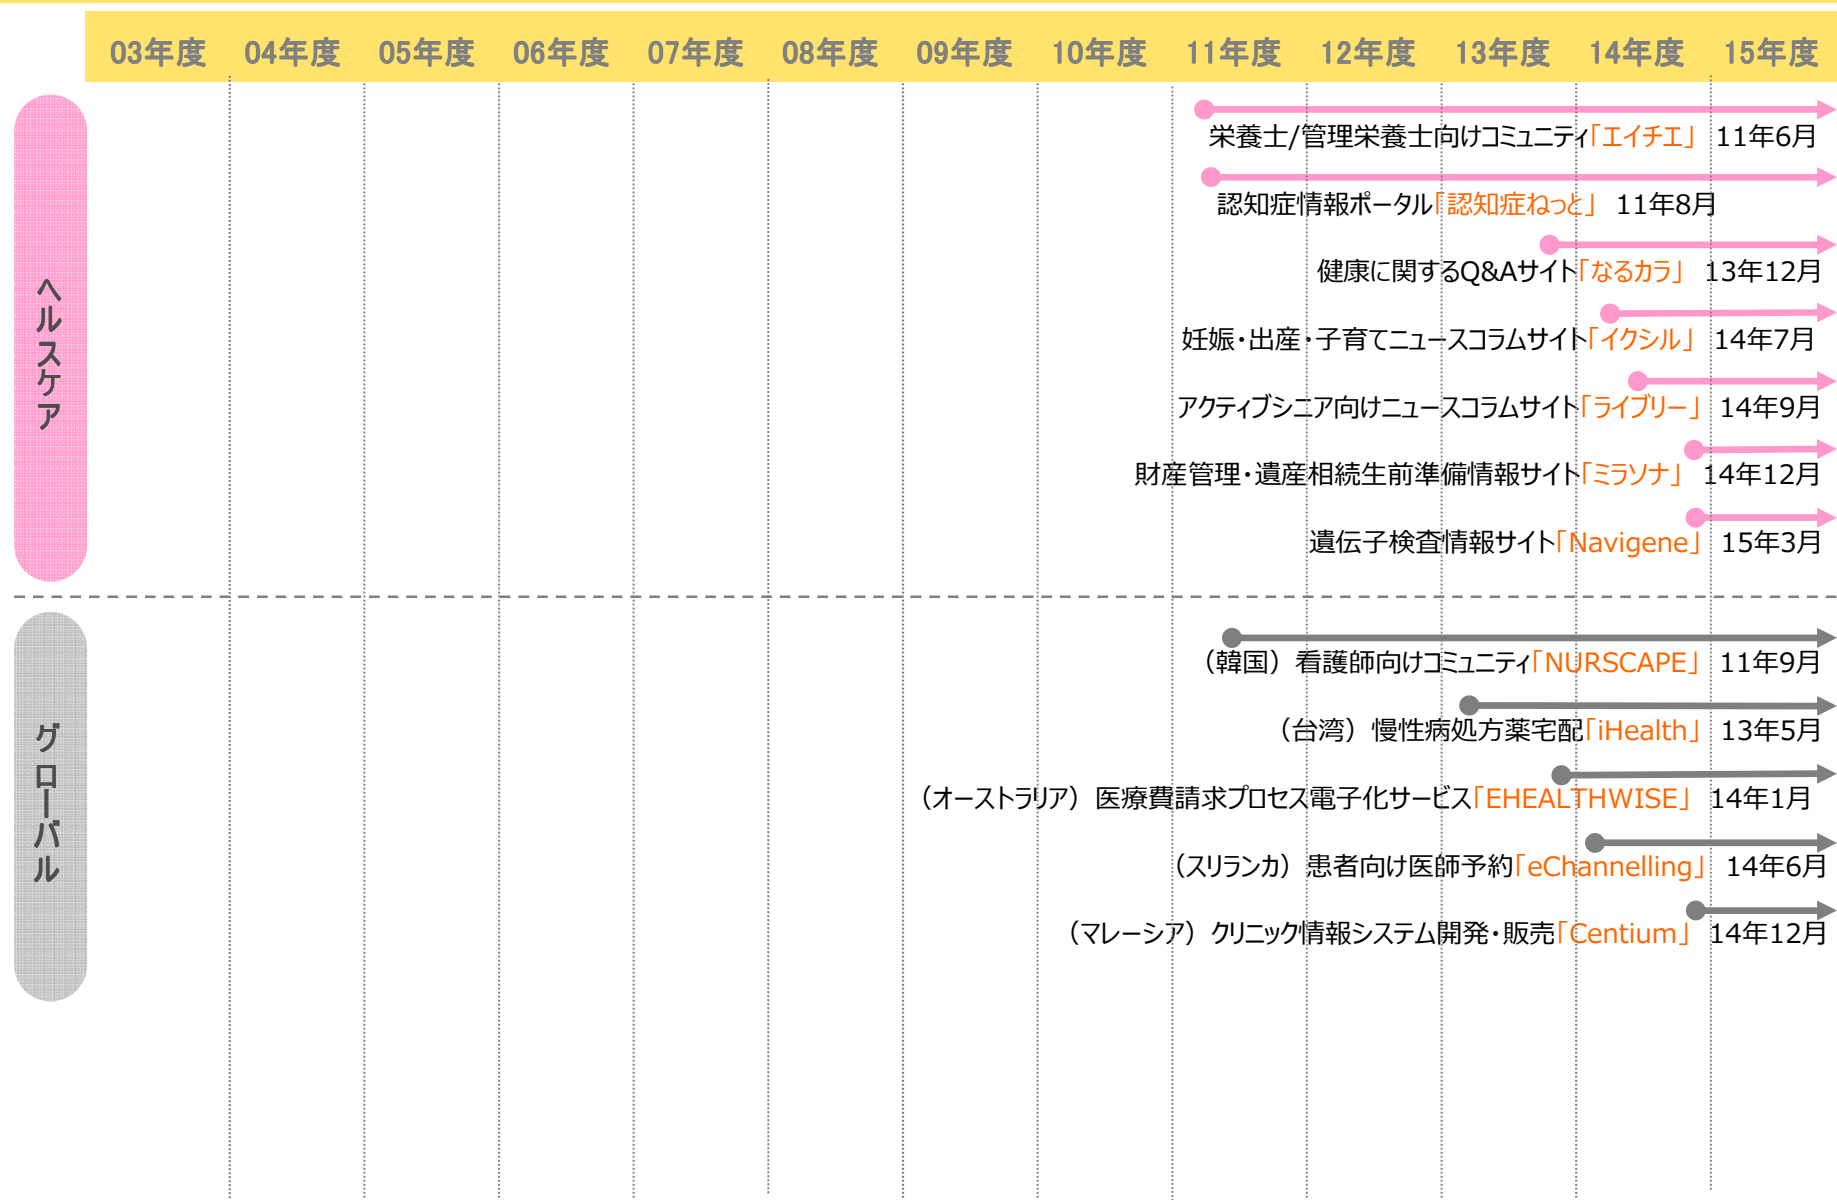 03年度 04年度 05年度 06年度 07年度 08年度 09年度 10年度 11年度 12年度 13年度 14年度 15年度
ヘルスケア
栄養士/管理栄養士向けコミュニティ「エイチエ」 11年6月
認知症情報ポータル「認知症ねっと」 11年8月
健康に関するQ&Aサイト「なるカラ」 13年12月
妊娠・出産・子育てニュースコラムサイト「イクシル」 14年7月
アクティブシニア向けニュースコラムサイト「ライブリー」 14年9月
財産管理・遺産相続生前準備情報サイト「ミラソナ」 14年12月
遺伝子検査情報サイト「Navigene」 15年3月
グローバル
（韓国）看護師向けコミュニティ「NURSCAPE」 11年9月
（台湾）慢性病処方薬宅配「iHealth」 13年5月
（オーストラリア）医療費請求プロセス電子化サービス「EHEALTHWISE」 14年1月
（スリランカ）患者向け医師予約「eChannelling」 14年6月
（マレーシア）クリニック情報システム開発・販売「Centium」 14年12月